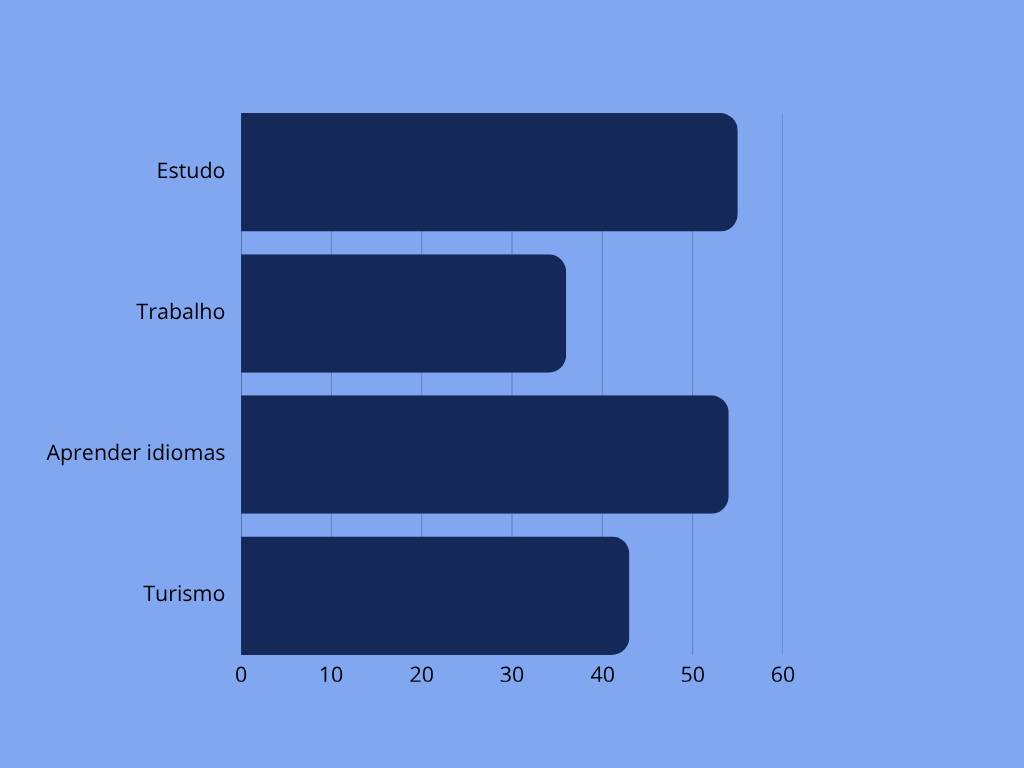 Estudo
Trabalho
Aprender idiomas
Turismo
0 10 20 30 40 50 60